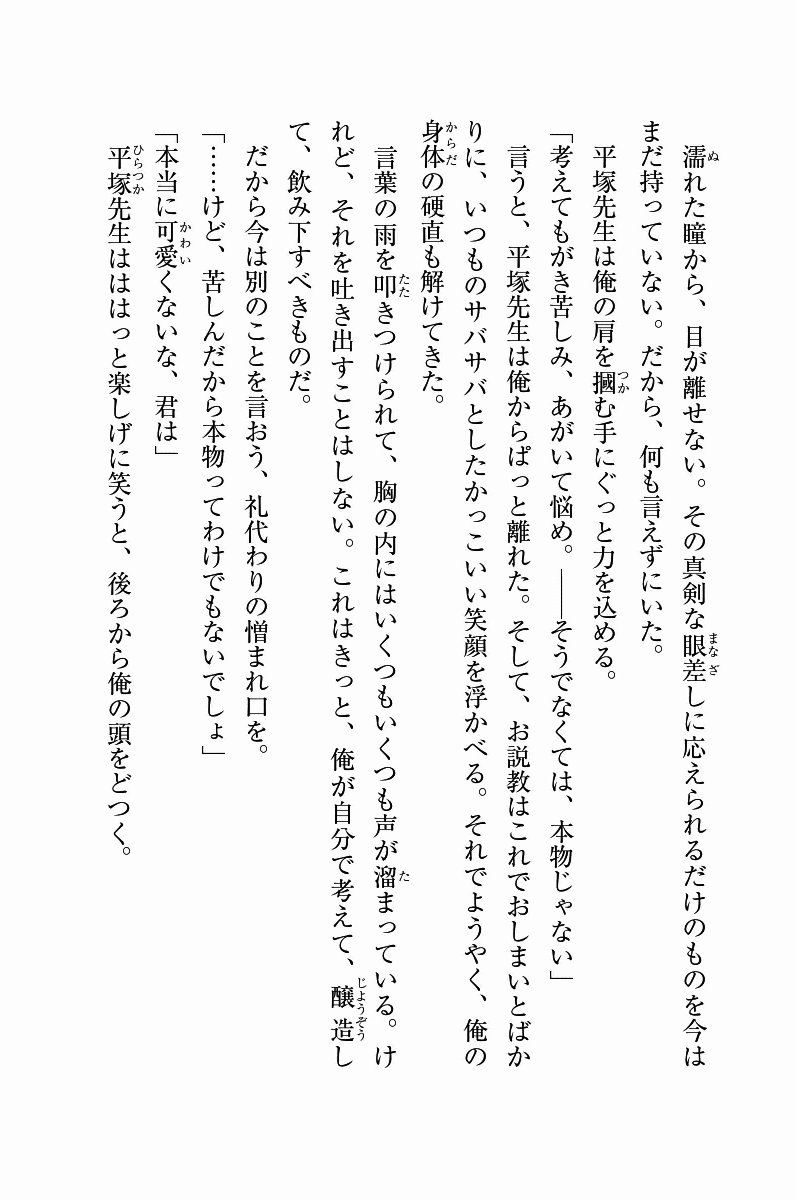 濡れた瞳から、目が離せない。その真剣な眼差しに応えられるだけのものを今は
まだ持っていない。だから、何も言えずにいた。
平塚先生は俺の肩を摑む手にぐっと力を込める。
「考えてもがき苦しみ、あがいて悩め。――そうでなくては、本物じゃない」
言うと、平塚先生は俺からぱっと離れた。そして、お説教はこれでおしまいとばか
りに、いつものサバサバとしたかっこいい笑顔を浮かべる。それでようやく、俺の
身体の硬直も解けてきた。
言葉の雨を叩きつけられて、胸の内にはいくつもいくつも声が溜まっている。け
れど、それを吐き出すことはしない。これはきっと、俺が自分で考えて、醸造し
て、飲み下すべきものだ。
だから今は別のことを言おう、礼代わりの憎まれ口を。
「……けど、苦しんだから本物ってわけでもないでしょ」
「本当に可愛くないな、君は」
平塚先生はははっと楽しげに笑うと、後ろから俺の頭をどつく。